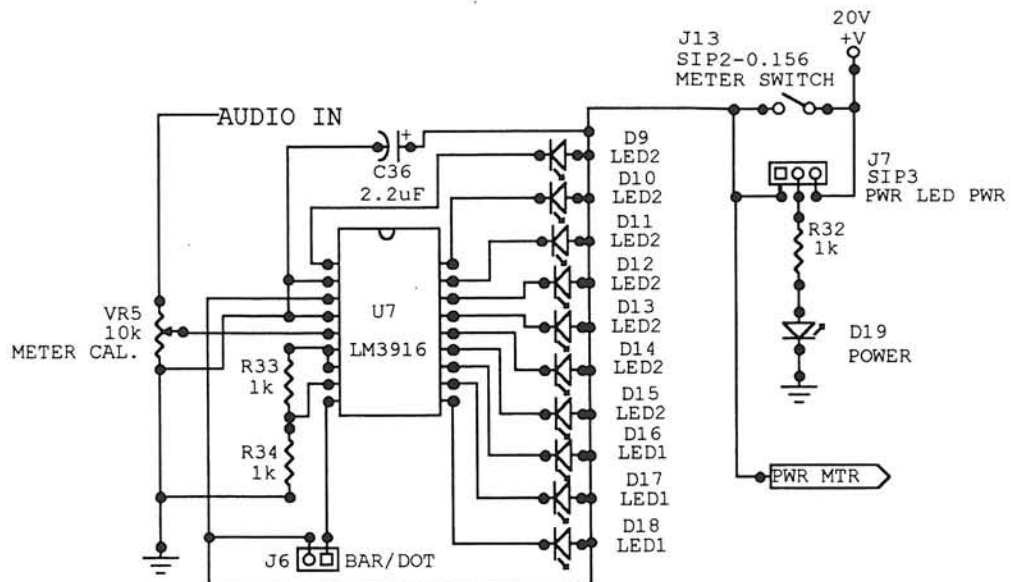 20V
+V
J13
SIP2-0.156
METER SWITCH
AUDIO IN
+
C36
2.2uF
D9
LED2
D10
LED2
D11
LED2
D12
LED2
D13
LED2
D14
LED2
D15
LED2
D16
LED1
D17
LED1
D18
LED1
J7
SIP3
PWR LED PWR
R32
1k
D19
POWER
U7
LM3916
VR5
10k
METER CAL.
R33
1k
R34
1k
PWR MTR
J6
BAR/DOT